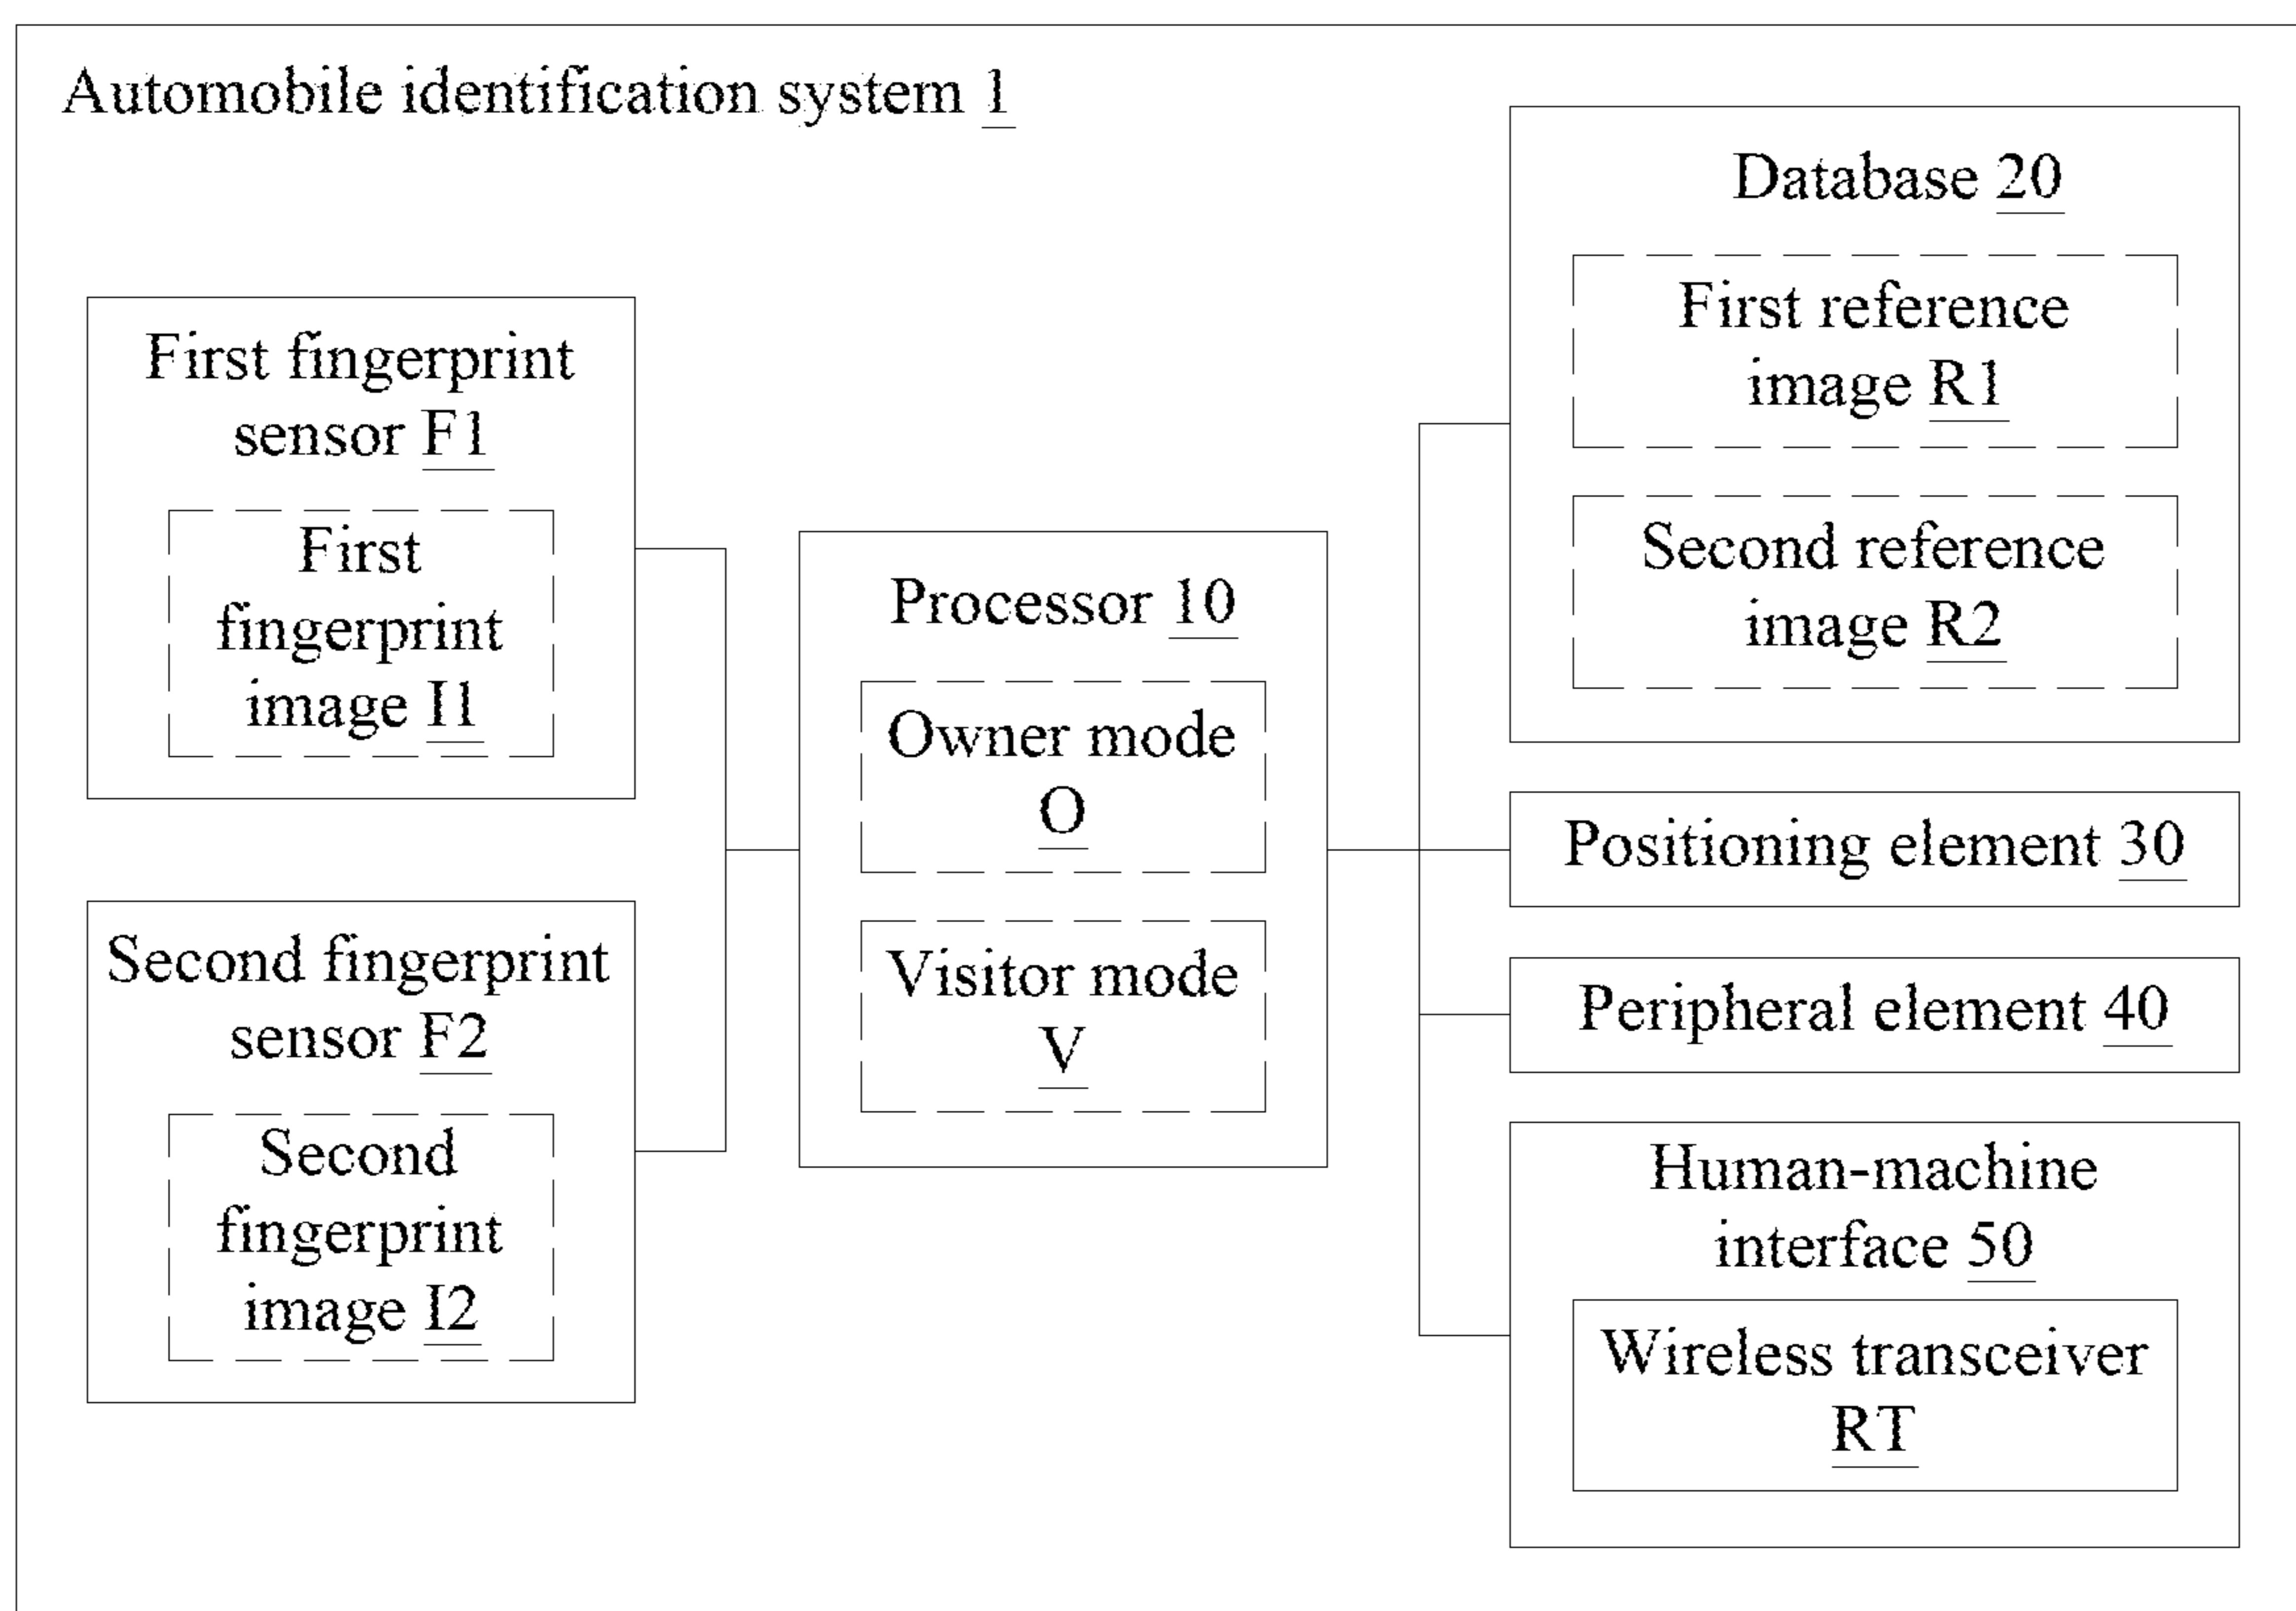 Automobile identification system 1
First fingerprint
sensor F1
First
fingerprint
image I1
Second fingerprint
sensor F2
Second
fingerprint
image I2
Processor 10
Owner mode
O
Visitor mode
V
Database 20
First reference
image R1
Second reference
image R2
Positioning element 30
Peripheral element 40
Human-machine
interface 50
Wireless transceiver
RT